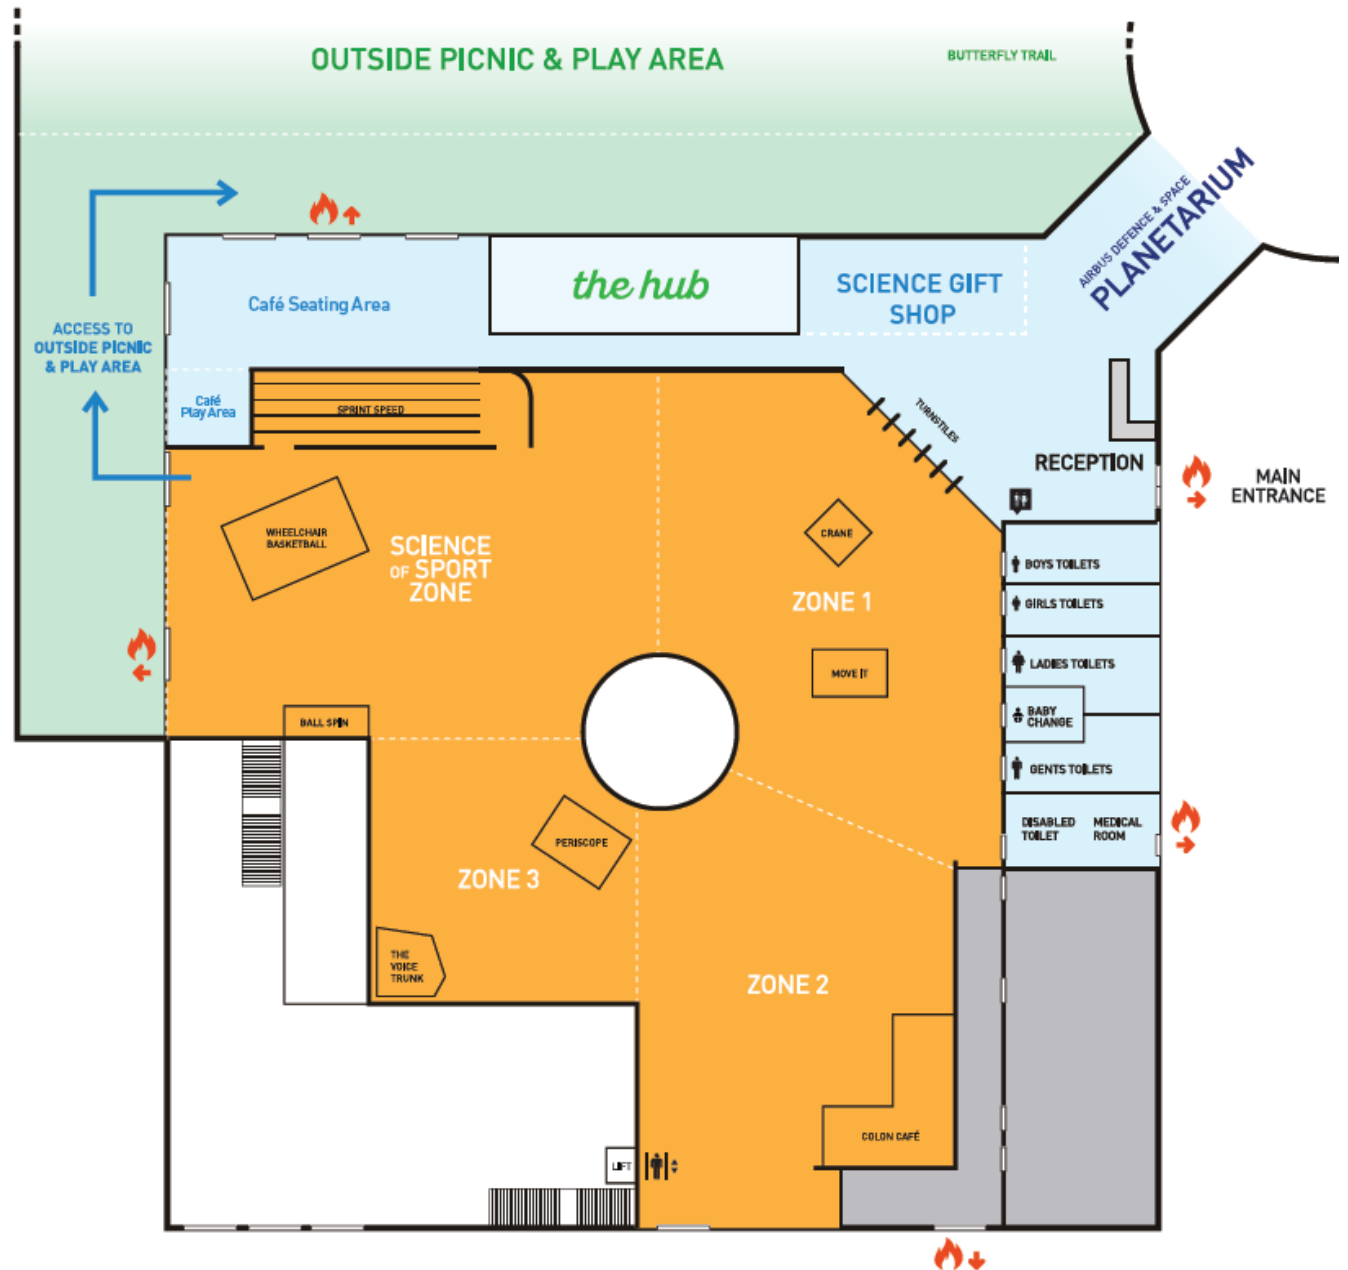 OUTSIDE PICNIC & PLAY AREA
BUTTERFLY TRAIL
AIRBUS DEFENCE & SPACE
PLANETARIUM
the hub
SCIENCE GIFT
SHOP
Café Seating Area
ACCESS TO
OUTSIDE PICNIC
& PLAY AREA
Café
Play Area
SPRINT SPEED
TURNSTILES
RECEPTION
MAIN
ENTRANCE
WHEELCHAIR
BASKETBALL
SCIENCE
OF SPORT
ZONE
CRANE
ZONE 1
BOYS TOILETS
GIRLS TOILETS
LADIES TOILETS
MOVE IT
BABY
CHANGE
BALL SPIN
GENTS TOILETS
DISABLED
TOILET
MEDICAL
ROOM
PERISCOPE
ZONE 3
THE
VOICE
TRUNK
ZONE 2
COLON CAFÉ
LIFT